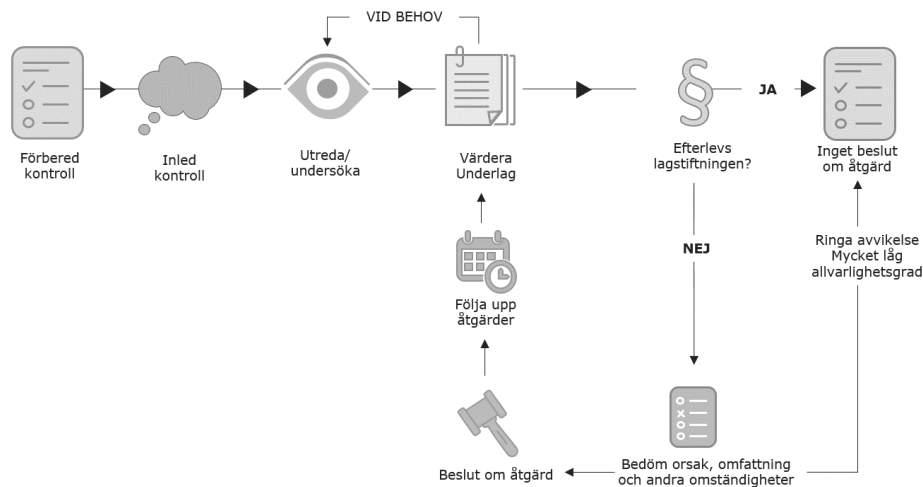 VID BEHOV
Förbered
kontroll
Inled
kontroll
Utreda/
undersöka
Värdera
Underlag
§
Efterlevs
lagstiftningen?
JA
Inget beslut
om åtgärd
NEJ
Ringa avvikelse
Mycket låg
allvarlighetsgrad
Följa upp
åtgärder
Beslut om åtgärd
Bedöm orsak, omfattning
och andra omständigheter